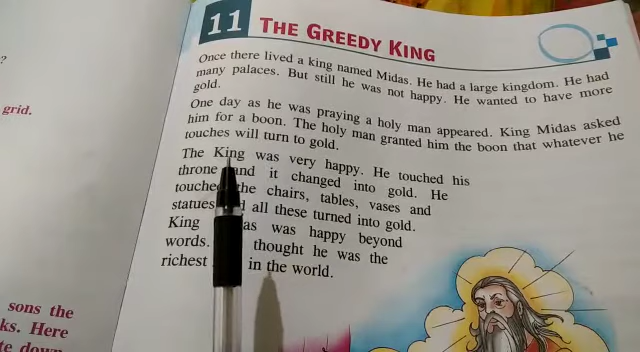 11 THE GREEDY KING
Once there lived a king named Midas. He had a large kingdom. He had
many palaces. But still he was not happy. He wanted to have more
gold.
One day as he was praying a holy man appeared. King Midas asked
him for a boon. The holy man granted him the boon that whatever he
touches will turn to gold.
The King was very happy. He touched his
throne and it changed into gold. He
touched the chairs, tables, vases and
statues all these turned into gold.
King was happy beyond
words. thought he was the
richest in the world.
?
grid.
sons the
ks. Here
te down